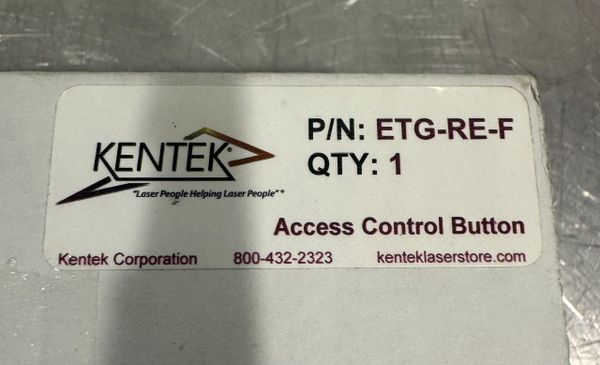 KENTEK®
"Laser People Helping Laser People"®
P/N: ETG-RE-F
QTY: 1
Access Control Button
Kentek Corporation 800-432-2323 kenteklaserstore.com